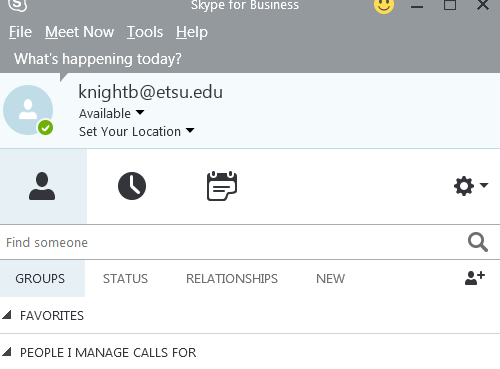 Skype for Business
File Meet Now Tools Help
What's happening today?
knightb@etsu.edu
Available
Set Your Location
Find someone
GROUPS STATUS RELATIONSHIPS NEW
FAVORITES
PEOPLE I MANAGE CALLS FOR